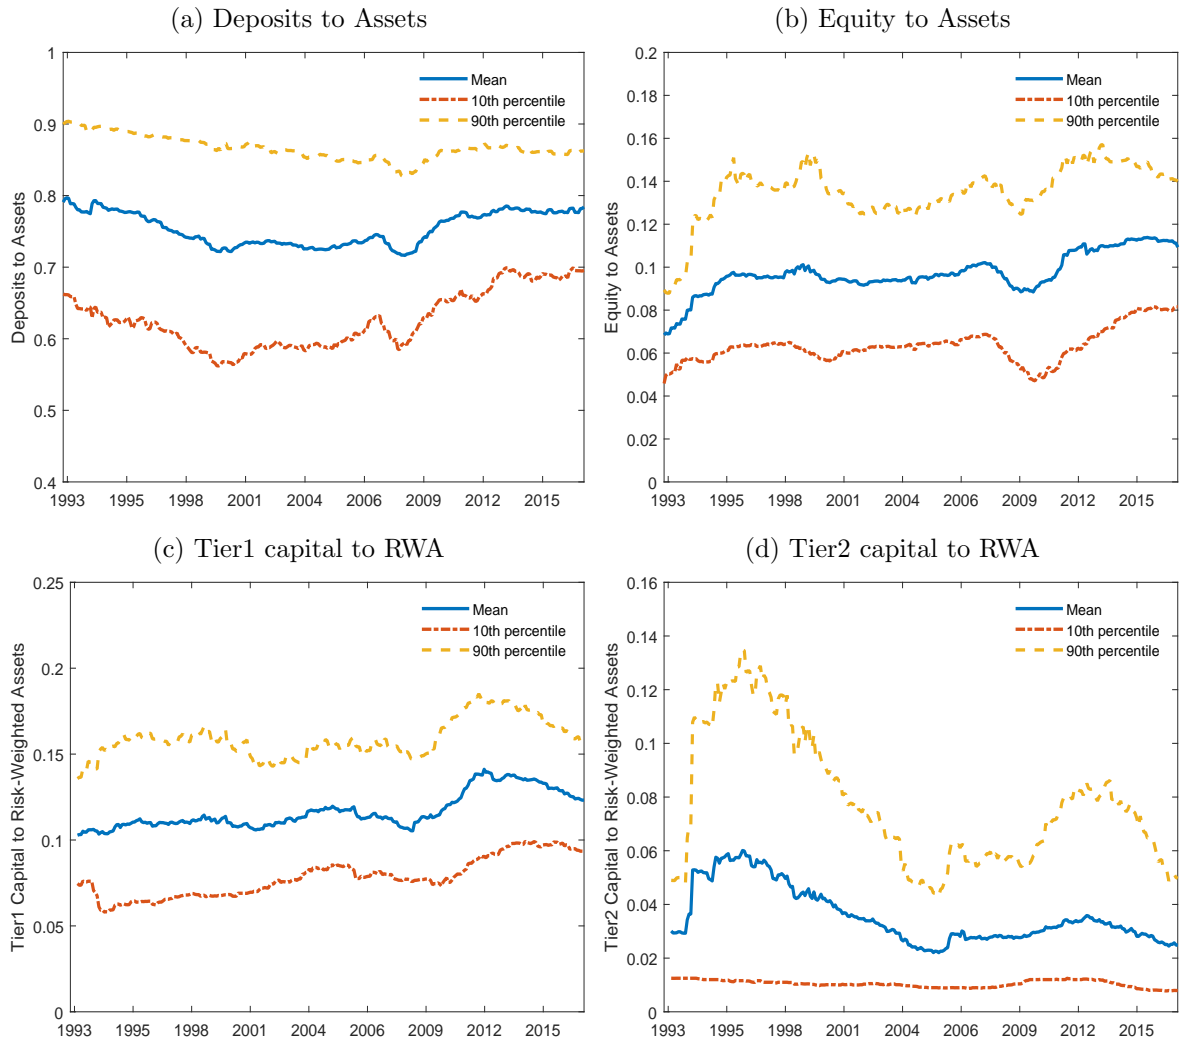 (a) Deposits to Assets
Deposits to Assets
1
0.9
0.8
0.7
0.6
0.5
0.4
Mean
10th percentile
90th percentile
1993 1995 1998 2001 2004 2006 2009 2012 2015
(b) Equity to Assets
Equity to Assets
0.2
0.18
0.16
0.14
0.12
0.1
0.08
0.06
0.04
0.02
0
Mean
10th percentile
90th percentile
1993 1995 1998 2001 2004 2006 2009 2012 2015
(c) Tier1 capital to RWA
Tier1 Capital to Risk-Weighted Assets
0.25
0.2
0.15
0.1
0.05
0
Mean
10th percentile
90th percentile
1993 1995 1998 2001 2004 2006 2009 2012 2015
(d) Tier2 capital to RWA
Tier2 Capital to Risk-Weighted Assets
0.16
0.14
0.12
0.1
0.08
0.06
0.04
0.02
0
Mean
10th percentile
90th percentile
1993 1995 1998 2001 2004 2006 2009 2012 2015